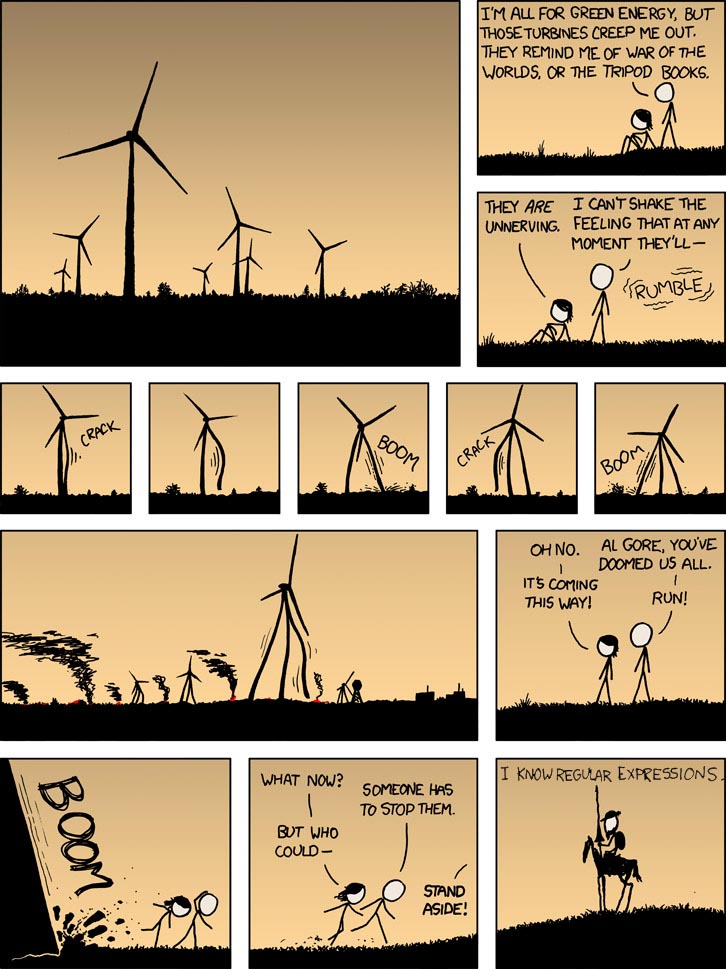 I'M ALL FOR GREEN ENERGY, BUT
THOSE TURBINES CREEP ME OUT.
THEY REMIND ME OF WAR OF THE
WORLDS, OR THE TRIPOD BOOKS.
THEY ARE
UNNERVING.
I CAN'T SHAKE THE
FEELING THAT AT ANY
MOMENT THEY'LL—
RUMBLE
CRACK
BOOM
CRACK
BOOM
OH NO.
IT'S COMING
THIS WAY!
AL GORE, YOU'VE
DOOMED US ALL.
RUN!
BOOM
WHAT NOW?
SOMEONE HAS
TO STOP THEM.
BUT WHO
COULD—
STAND
ASIDE!
I KNOW REGULAR EXPRESSIONS.